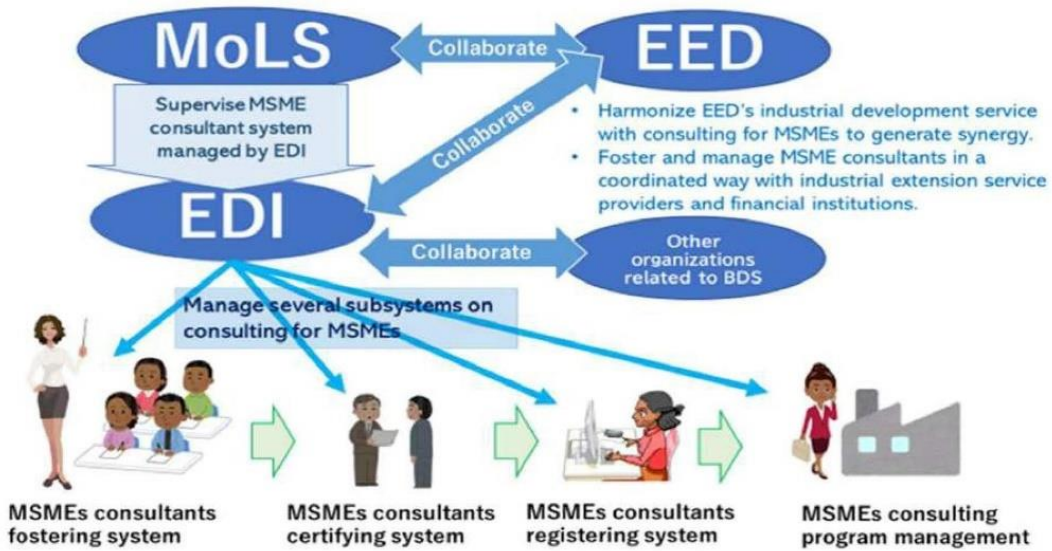 MoLS
Collaborate
EED
Supervise MSME
consultant system
managed by EDI
Collaborate
• Harmonize EED's industrial development service
with consulting for MSMEs to generate synergy.
• Foster and manage MSME consultants in a
coordinated way with industrial extension service
providers and financial institutions.
EDI
Collaborate
Other
organizations
related to BDS
Manage several subsystems on
consulting for MSMEs
MSMEs consultants
fostering system
MSMEs consultants
certifying system
MSMEs consultants
registering system
MSMEs consulting
program management